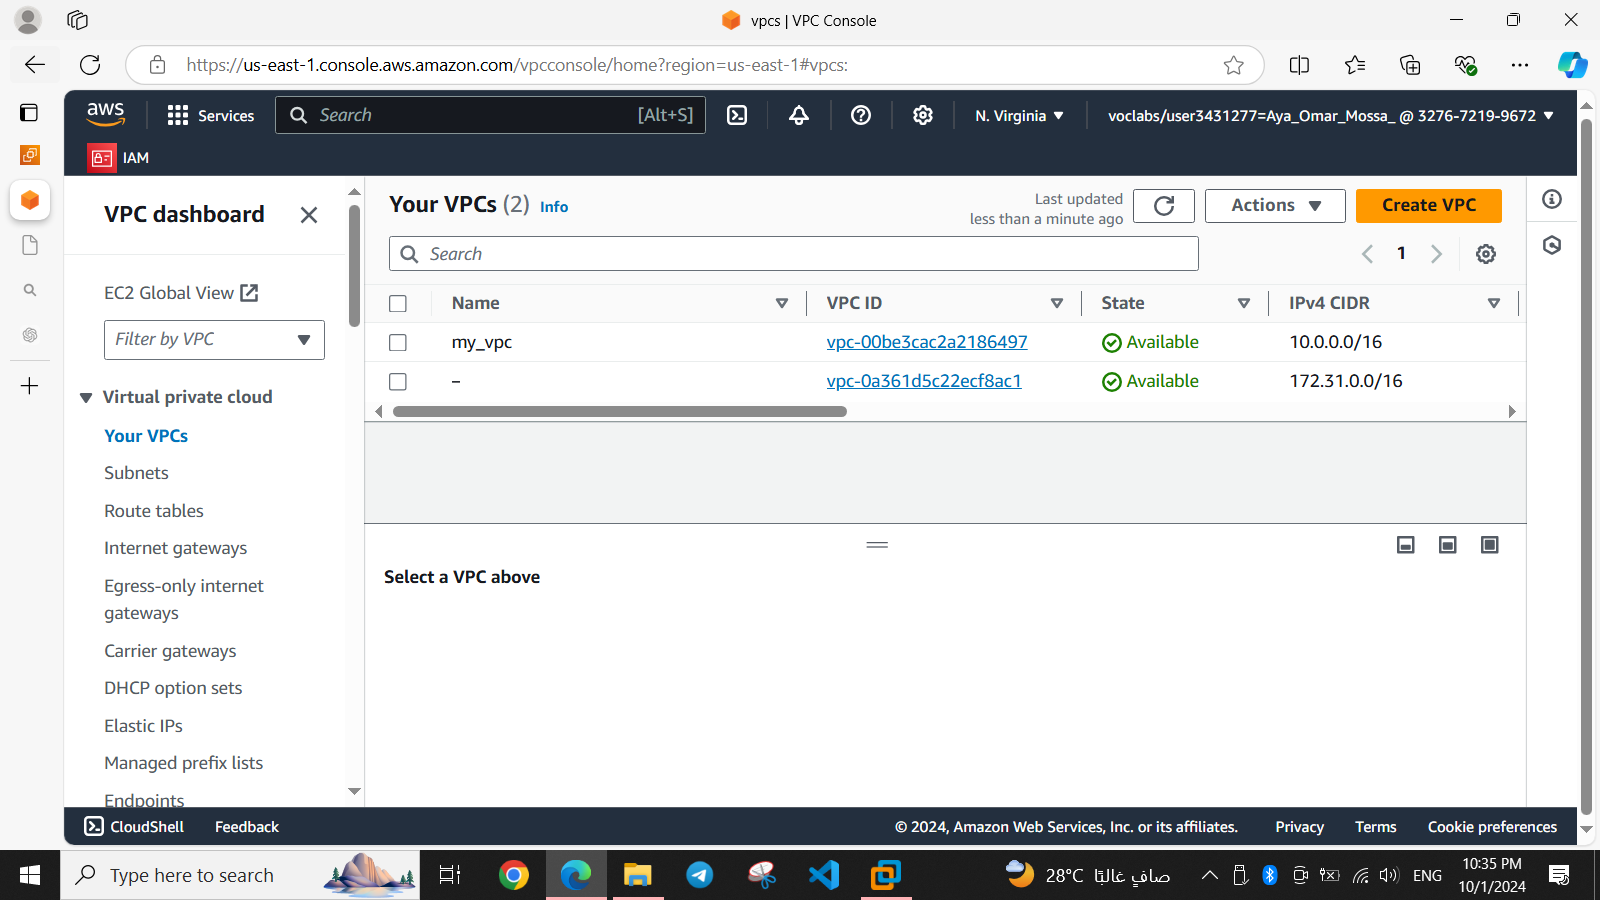 vpcs | VPC Console
https://us-east-1.console.aws.amazon.com/vpcconsole/home?region=us-east-1#vpcs:
aws
Services
Search
[Alt+S]
N. Virginia
voclabs/user3431277=Aya_Omar_Mossa_ @ 3276-7219-9672
IAM
VPC dashboard
EC2 Global View
Filter by VPC
Virtual private cloud
Your VPCs
Subnets
Route tables
Internet gateways
Egress-only internet
gateways
Carrier gateways
DHCP option sets
Elastic IPs
Managed prefix lists
Endpoints
Your VPCs (2) Info
Last updated
less than a minute ago
Actions
Create VPC
Search
1
Name VPC ID State IPv4 CIDR
my_vpc vpc-00be3cac2a2186497 Available 10.0.0.0/16
– vpc-0a361d5c22ecf8ac1 Available 172.31.0.0/16
Select a VPC above
CloudShell Feedback © 2024, Amazon Web Services, Inc. or its affiliates. Privacy Terms Cookie preferences
Type here to search
28°C صافٍ غالبًا
ENG
10:35 PM
10/1/2024